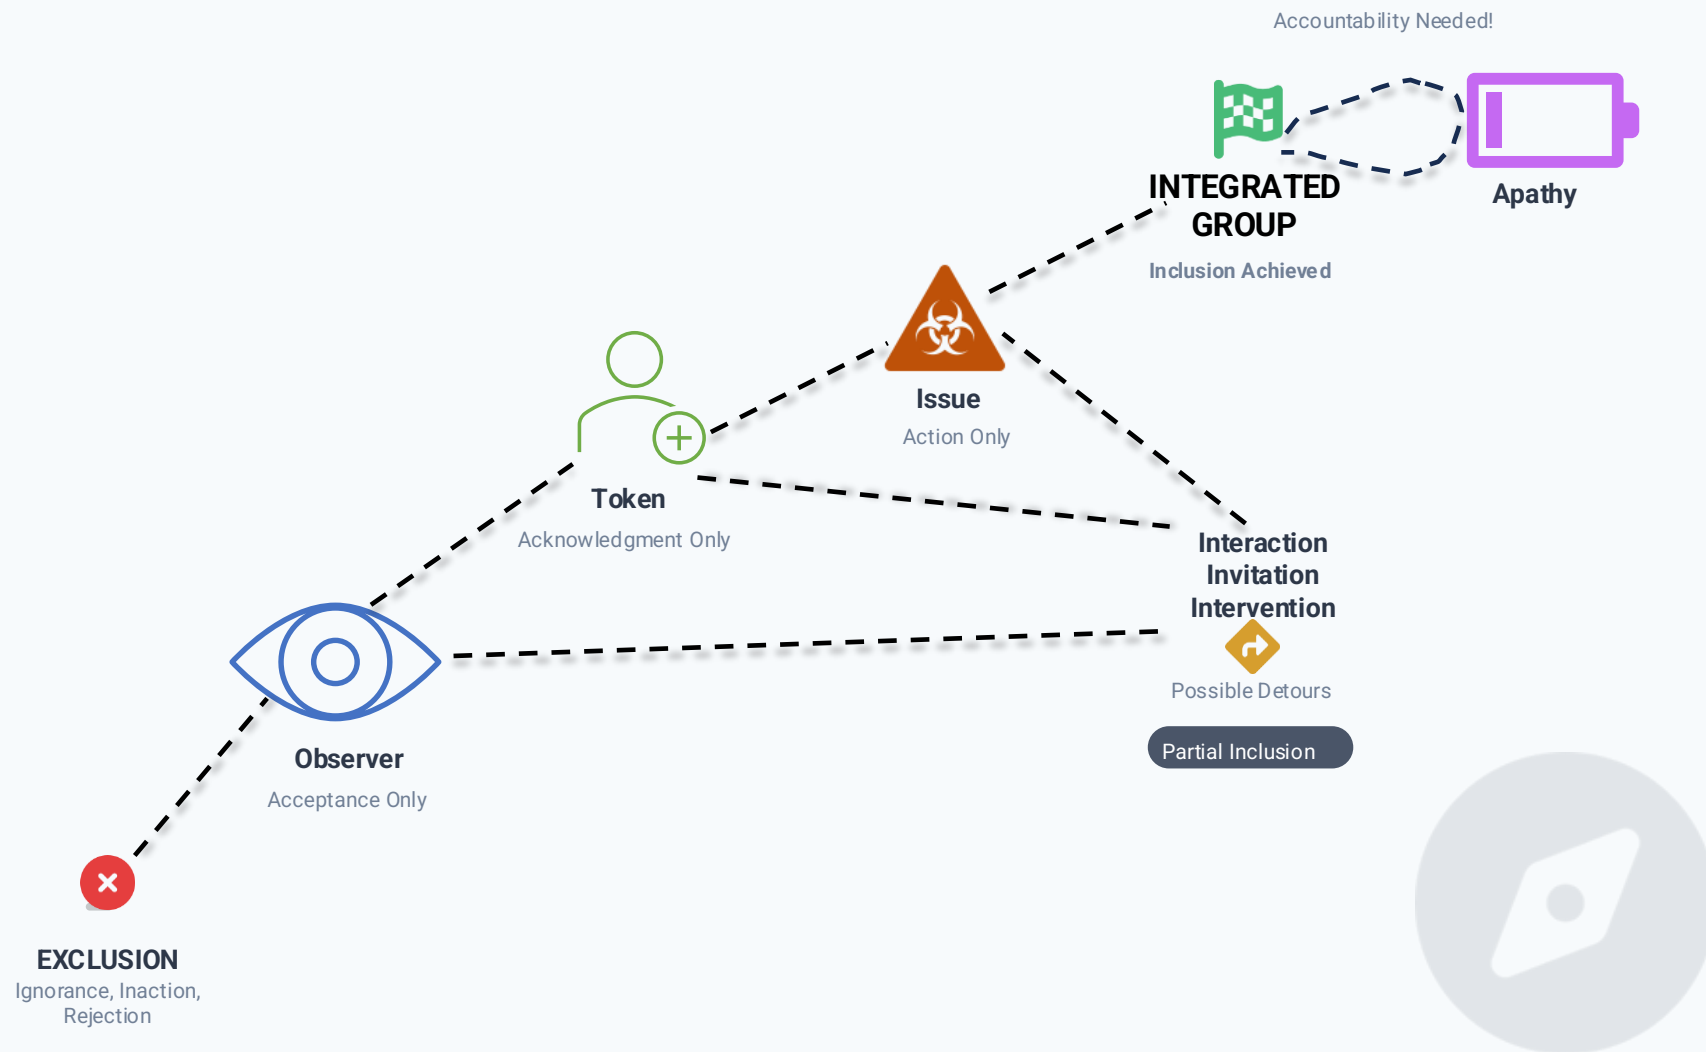 Accountability Needed!
INTEGRATED
GROUP
Inclusion Achieved
Apathy
Issue
Action Only
Token
Acknowledgment Only
Interaction
Invitation
Intervention
Possible Detours
Partial Inclusion
Observer
Acceptance Only
EXCLUSION
Ignorance, Inaction,
Rejection